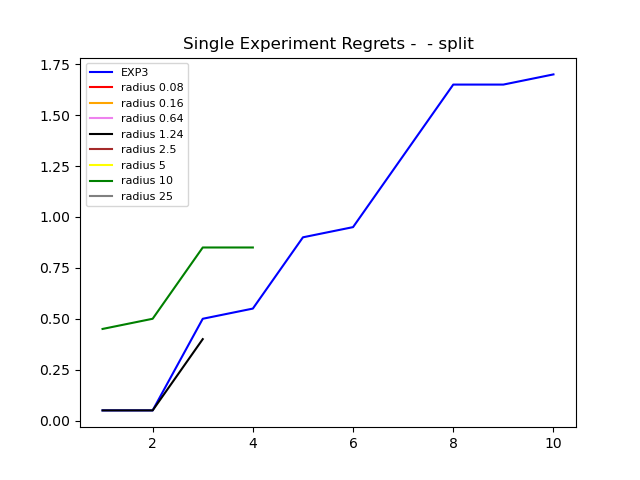 Single Experiment Regrets -  - split
EXP3
radius 0.08
radius 0.16
radius 0.64
radius 1.24
radius 2.5
radius 5
radius 10
radius 25
1.75
1.50
1.25
1.00
0.75
0.50
0.25
0.00
2 4 6 8 10